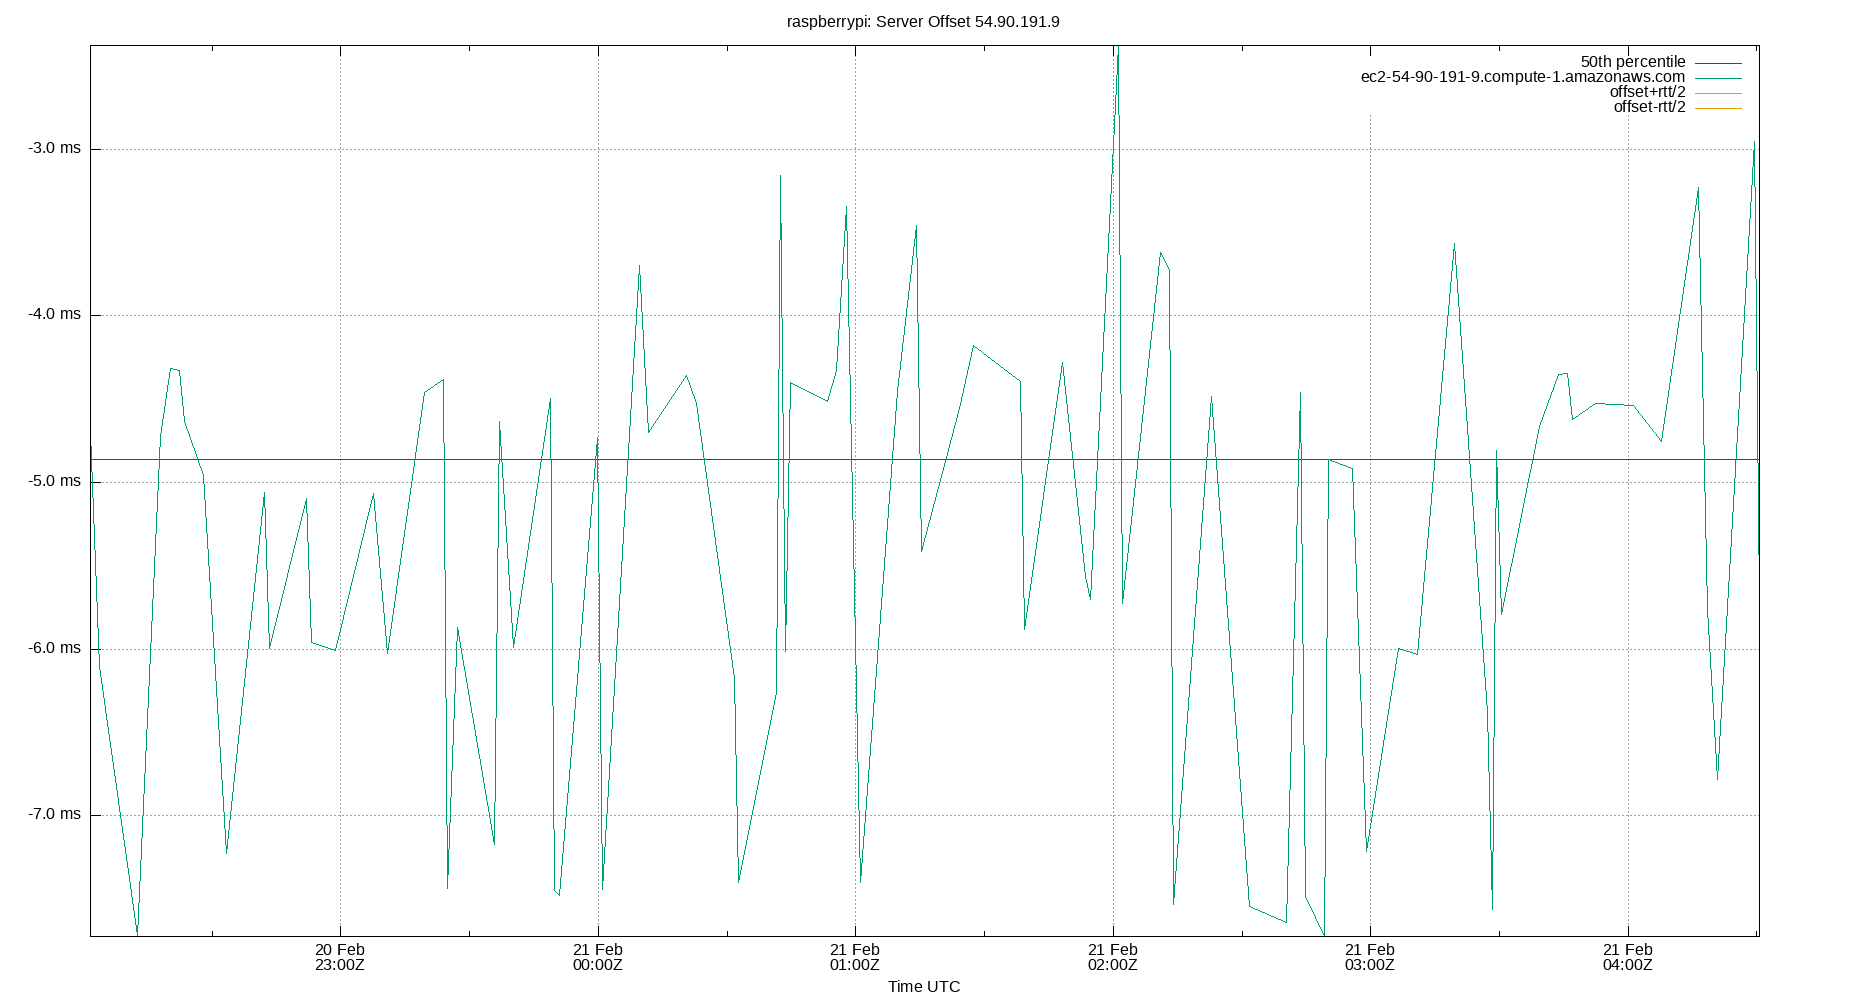 raspberrypi: Server Offset 54.90.191.9
50th percentile
ec2-54-90-191-9.compute-1.amazonaws.com
offset+rtt/2
offset-rtt/2
-3.0 ms
-4.0 ms
-5.0 ms
-6.0 ms
-7.0 ms
20 Feb 21 Feb 21 Feb 21 Feb 21 Feb 21 Feb
23:00Z 00:00Z 01:00Z 02:00Z 03:00Z 04:00Z
Time UTC